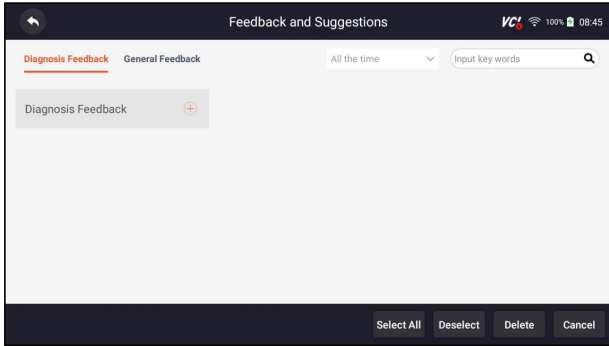 Feedback and Suggestions
VCI 100% 08:45
Diagnosis Feedback General Feedback All the time Input key words
Diagnosis Feedback
Select All Deselect Delete Cancel